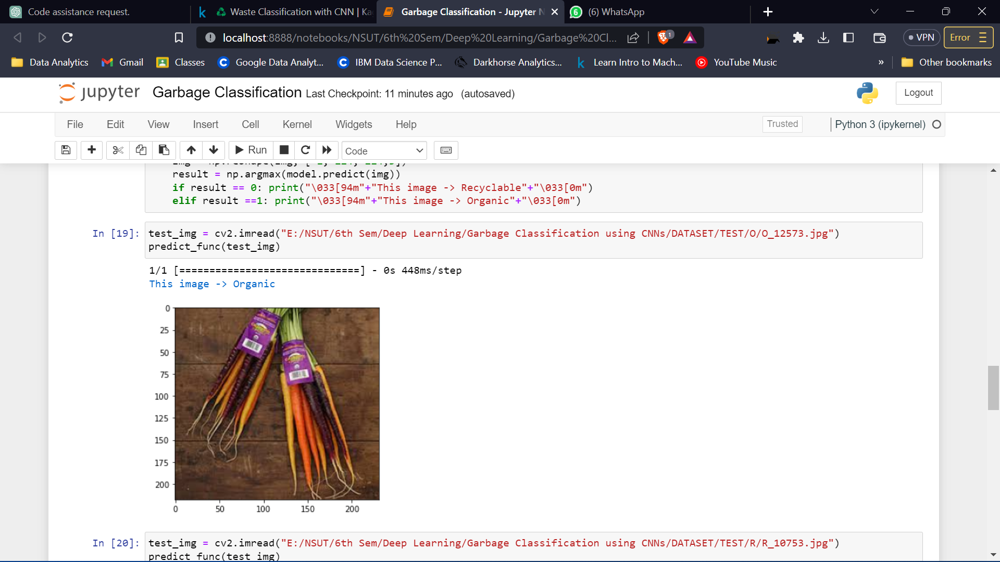 Code assistance request.
Waste Classification with CNN | Ka
Garbage Classification - Jupyter N
(6) WhatsApp
localhost:8888/notebooks/NSUT/6th%20Sem/Deep%20Learning/Garbage%20Cl...
1
VPN
Error
Data Analytics
Gmail
Classes
Google Data Analyt...
IBM Data Science P...
Darkhorse Analytics...
Learn Intro to Mach...
YouTube Music
»
Other bookmarks
jupyter
Garbage Classification Last Checkpoint: 11 minutes ago (autosaved)
Logout
File Edit View Insert Cell Kernel Widgets Help
Trusted
Python 3 (ipykernel)
Run
Code
result = np.argmax(model.predict(img))
if result == 0: print("\033[94m"+"This image -> Recyclable"+"\033[0m")
elif result ==1: print("\033[94m"+"This image -> Organic"+"\033[0m")
In [19]:
test_img = cv2.imread("E:/NSUT/6th Sem/Deep Learning/Garbage Classification using CNNs/DATASET/TEST/O/O_12573.jpg")
predict_func(test_img)
1/1 [==============================] - 0s 448ms/step
This image -> Organic
0
25
50
75
100
125
150
175
200
0 50 100 150 200
In [20]:
test_img = cv2.imread("E:/NSUT/6th Sem/Deep Learning/Garbage Classification using CNNs/DATASET/TEST/R/R_10753.jpg")
predict_func(test_img)